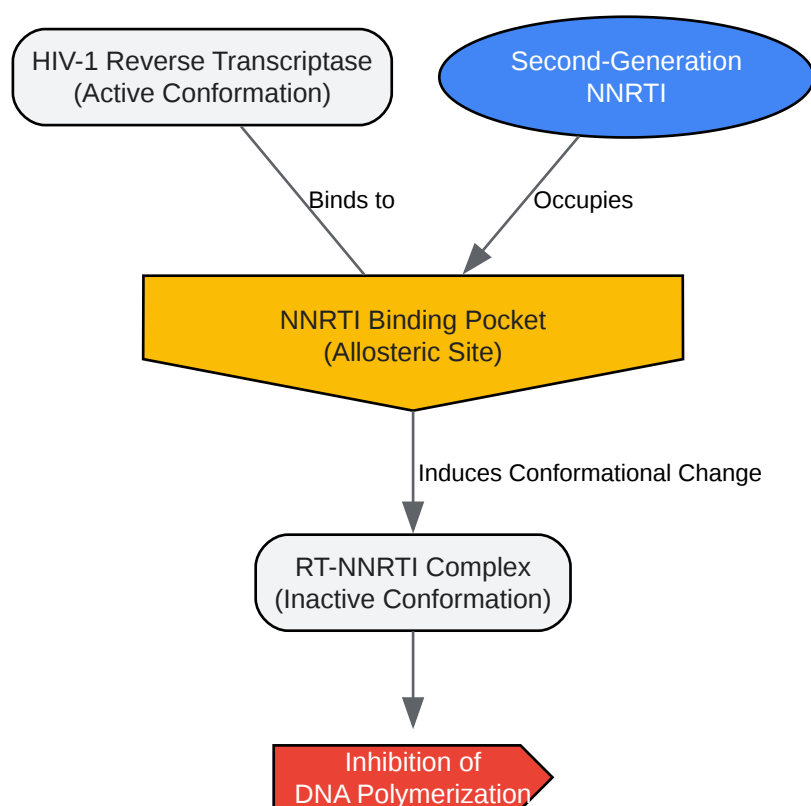 HIV-1 Reverse Transcriptase
(Active Conformation)
Second-Generation
NNRTI
Binds to
Occupies
NNRTI Binding Pocket
(Allosteric Site)
Induces Conformational Change
RT-NNRTI Complex
(Inactive Conformation)
Inhibition of
DNA Polymerization